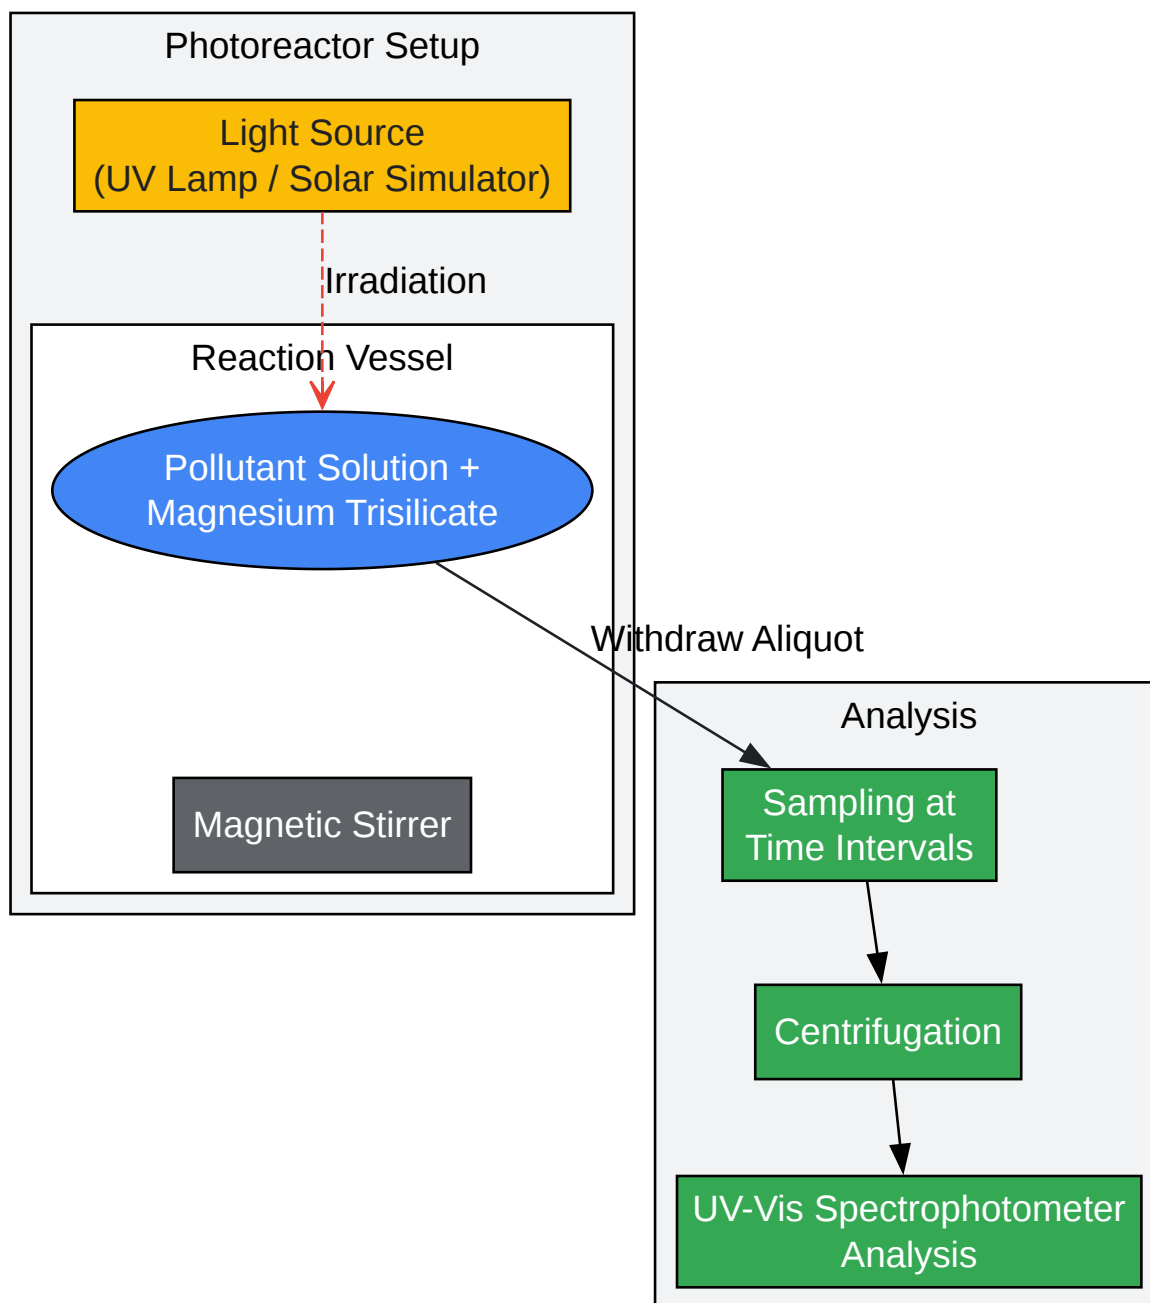 Photoreactor Setup
Light Source
(UV Lamp / Solar Simulator)
Irradiation
Reaction Vessel
Pollutant Solution +
Magnesium Trisilicate
Withdraw Aliquot
Magnetic Stirrer
Analysis
Sampling at
Time Intervals
Centrifugation
UV-Vis Spectrophotometer
Analysis